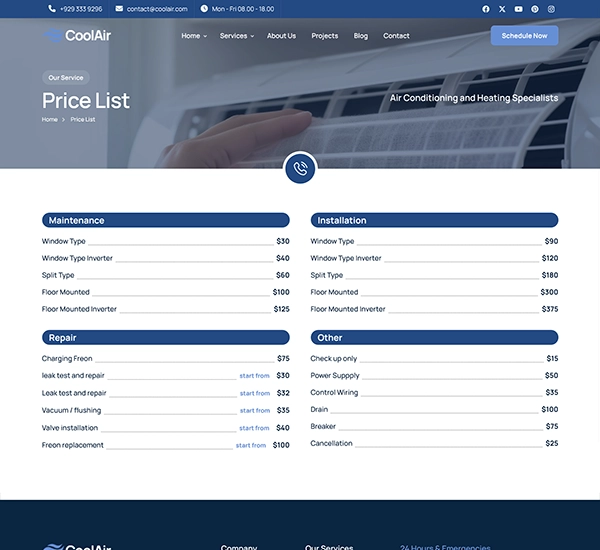 +929 333 9296 contact@coolair.com Mon - Fri 08.00 - 18.00
CoolAir Home Services About Us Projects Blog Contact Schedule Now
Our Service
Price List
Air Conditioning and Heating Specialists
Home > Price List
Maintenance
Window Type $30
Window Type Inverter $40
Split Type $60
Floor Mounted $100
Floor Mounted Inverter $125
Installation
Window Type $90
Window Type Inverter $120
Split Type $180
Floor Mounted $300
Floor Mounted Inverter $375
Repair
Charging Freon $75
leak test and repair start from $30
Leak test and repair start from $32
Vacuum / flushing start from $35
Valve installation start from $40
Freon replacement start from $100
Other
Check up only $15
Power Suppply $50
Control Wiring $35
Drain $100
Breaker $75
Cancellation $25
CoolAir Company Our Services 24 Hours & Emergencies